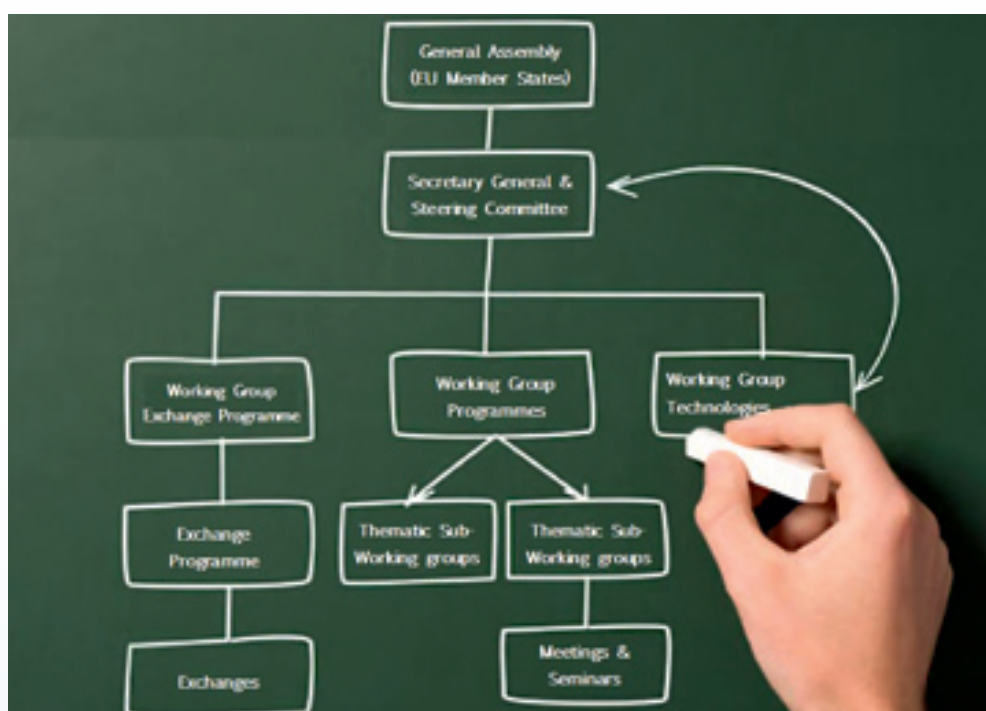 General Assembly
(EU Member States)
Secretary General &
Steering Committee
Working Group
Exchange Programme
Working Group
Programmes
Working Group
Technologies
Exchange
Programme
Thematic Sub-
Working groups
Thematic Sub-
Working groups
Exchanges
Meetings &
Seminars